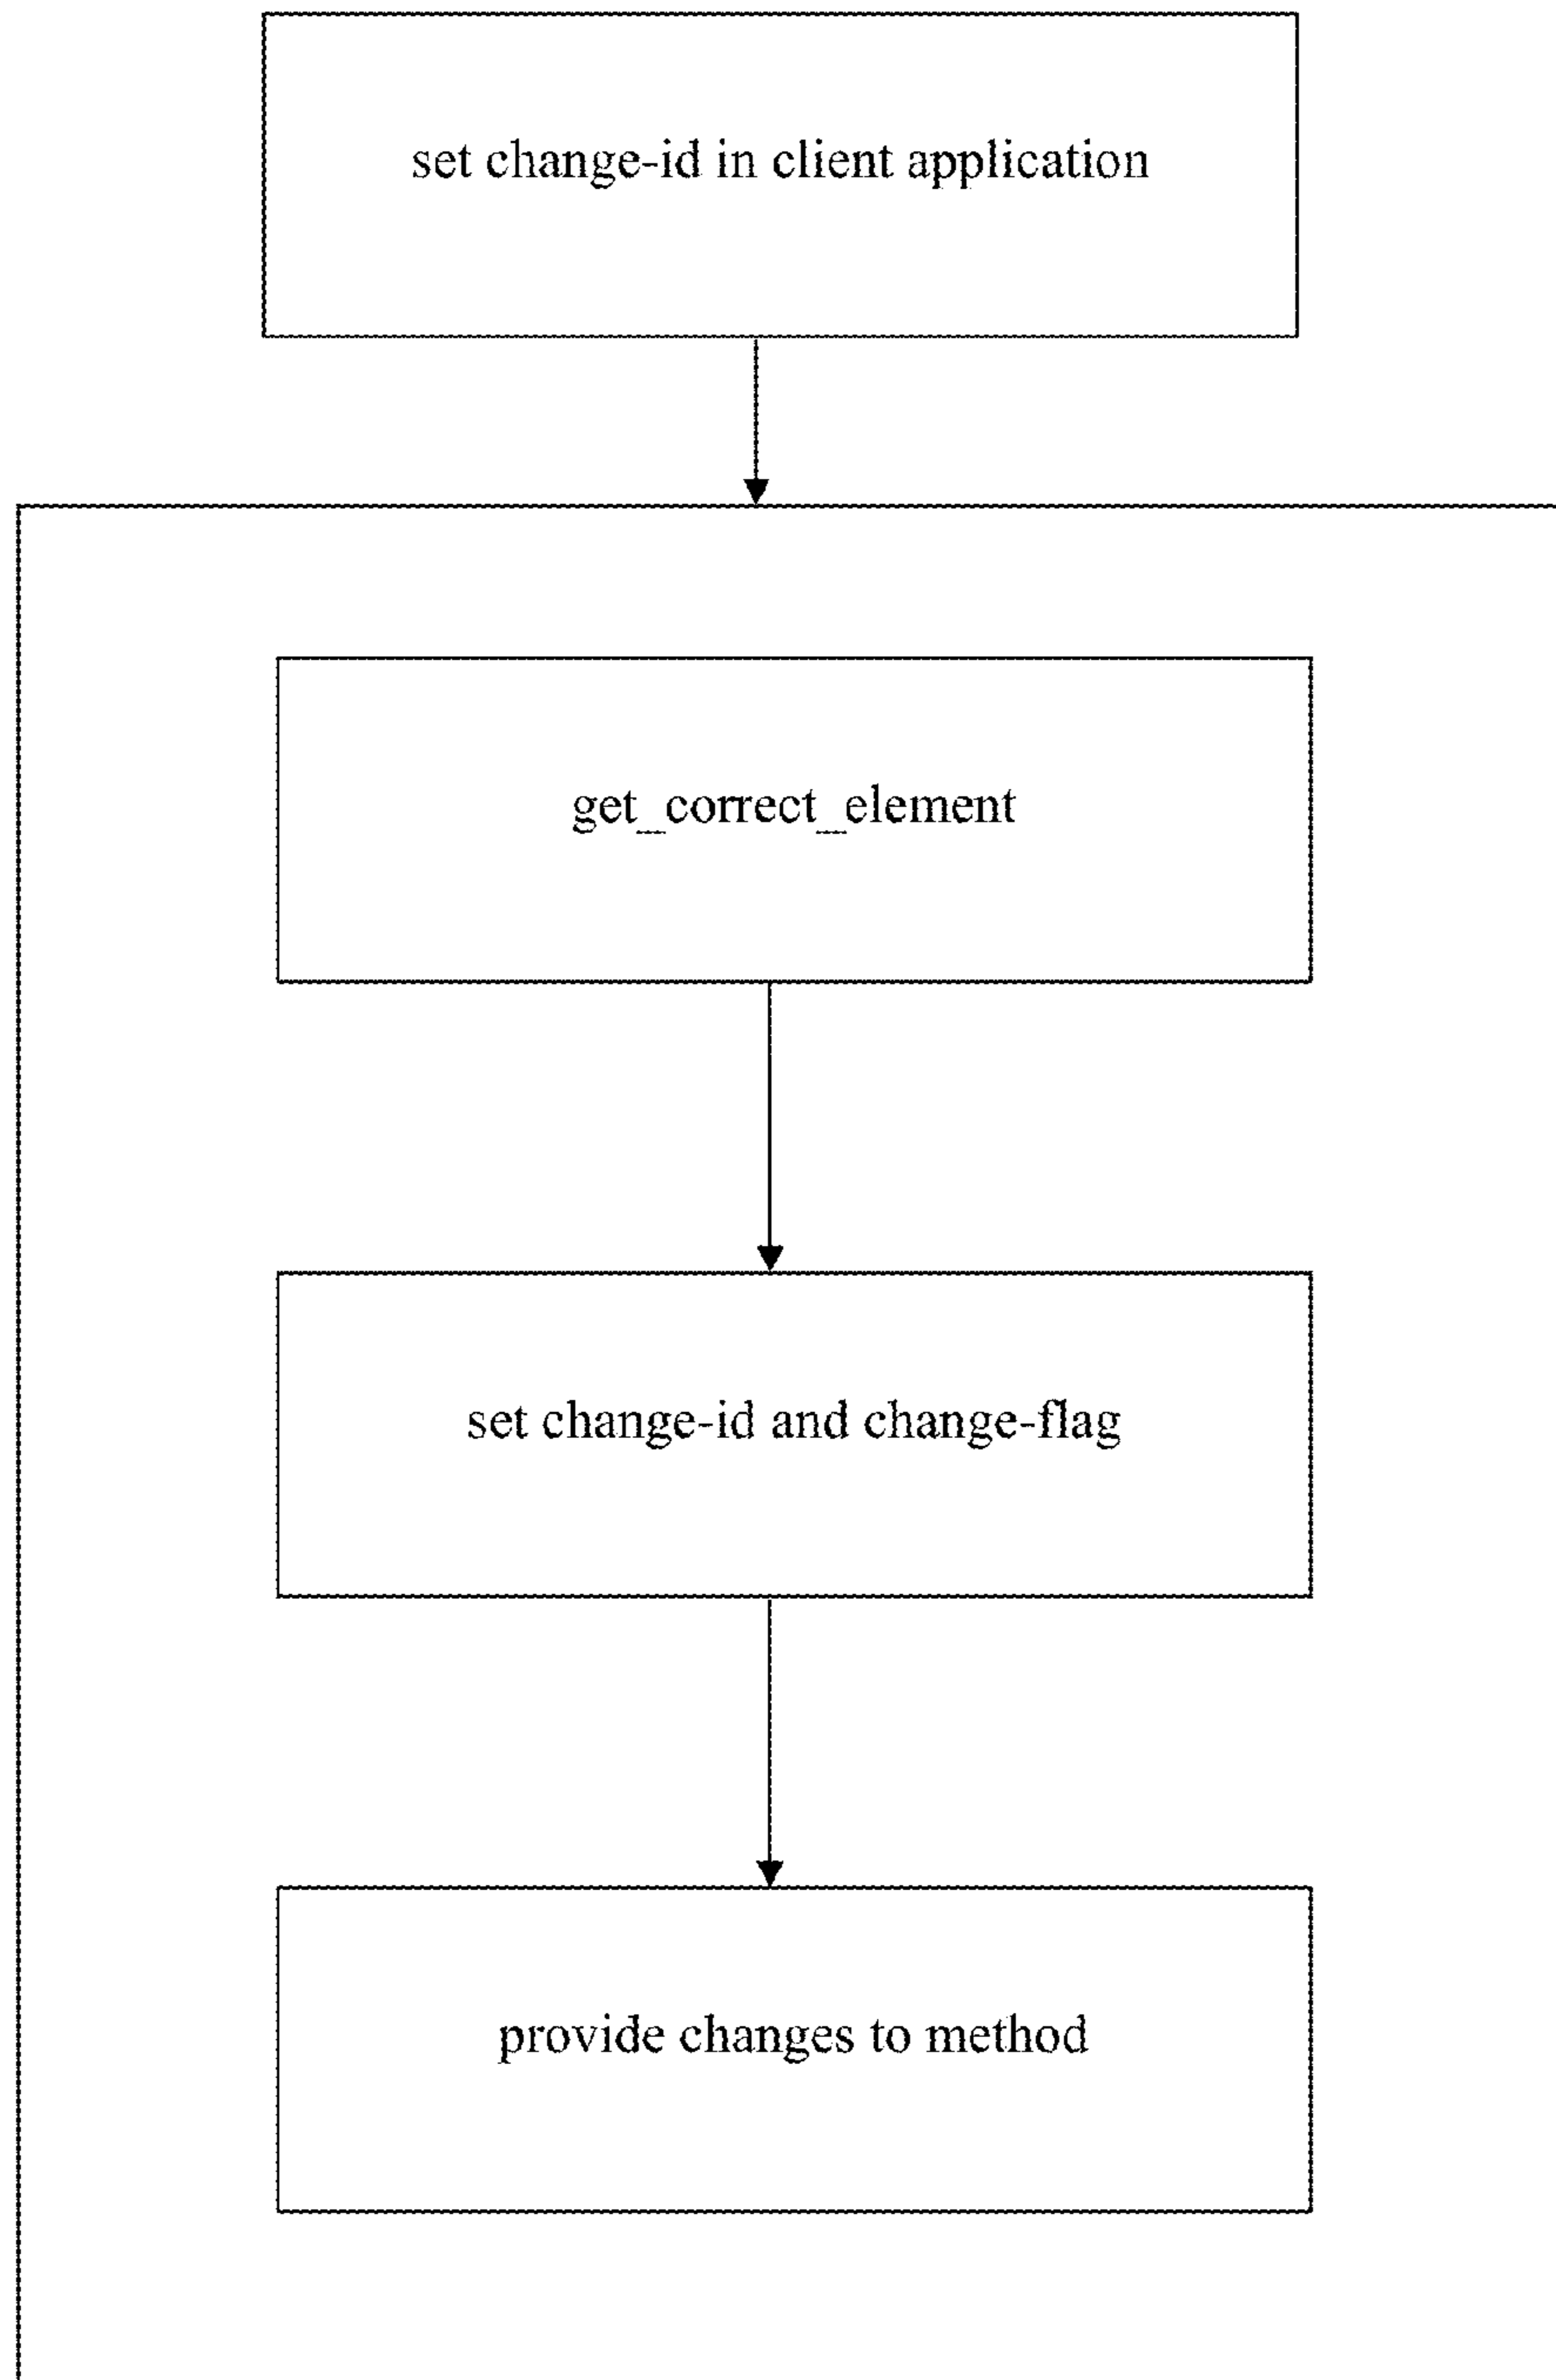 set change-id in client application
get_correct_element
set change-id and change-flag
provide changes to method